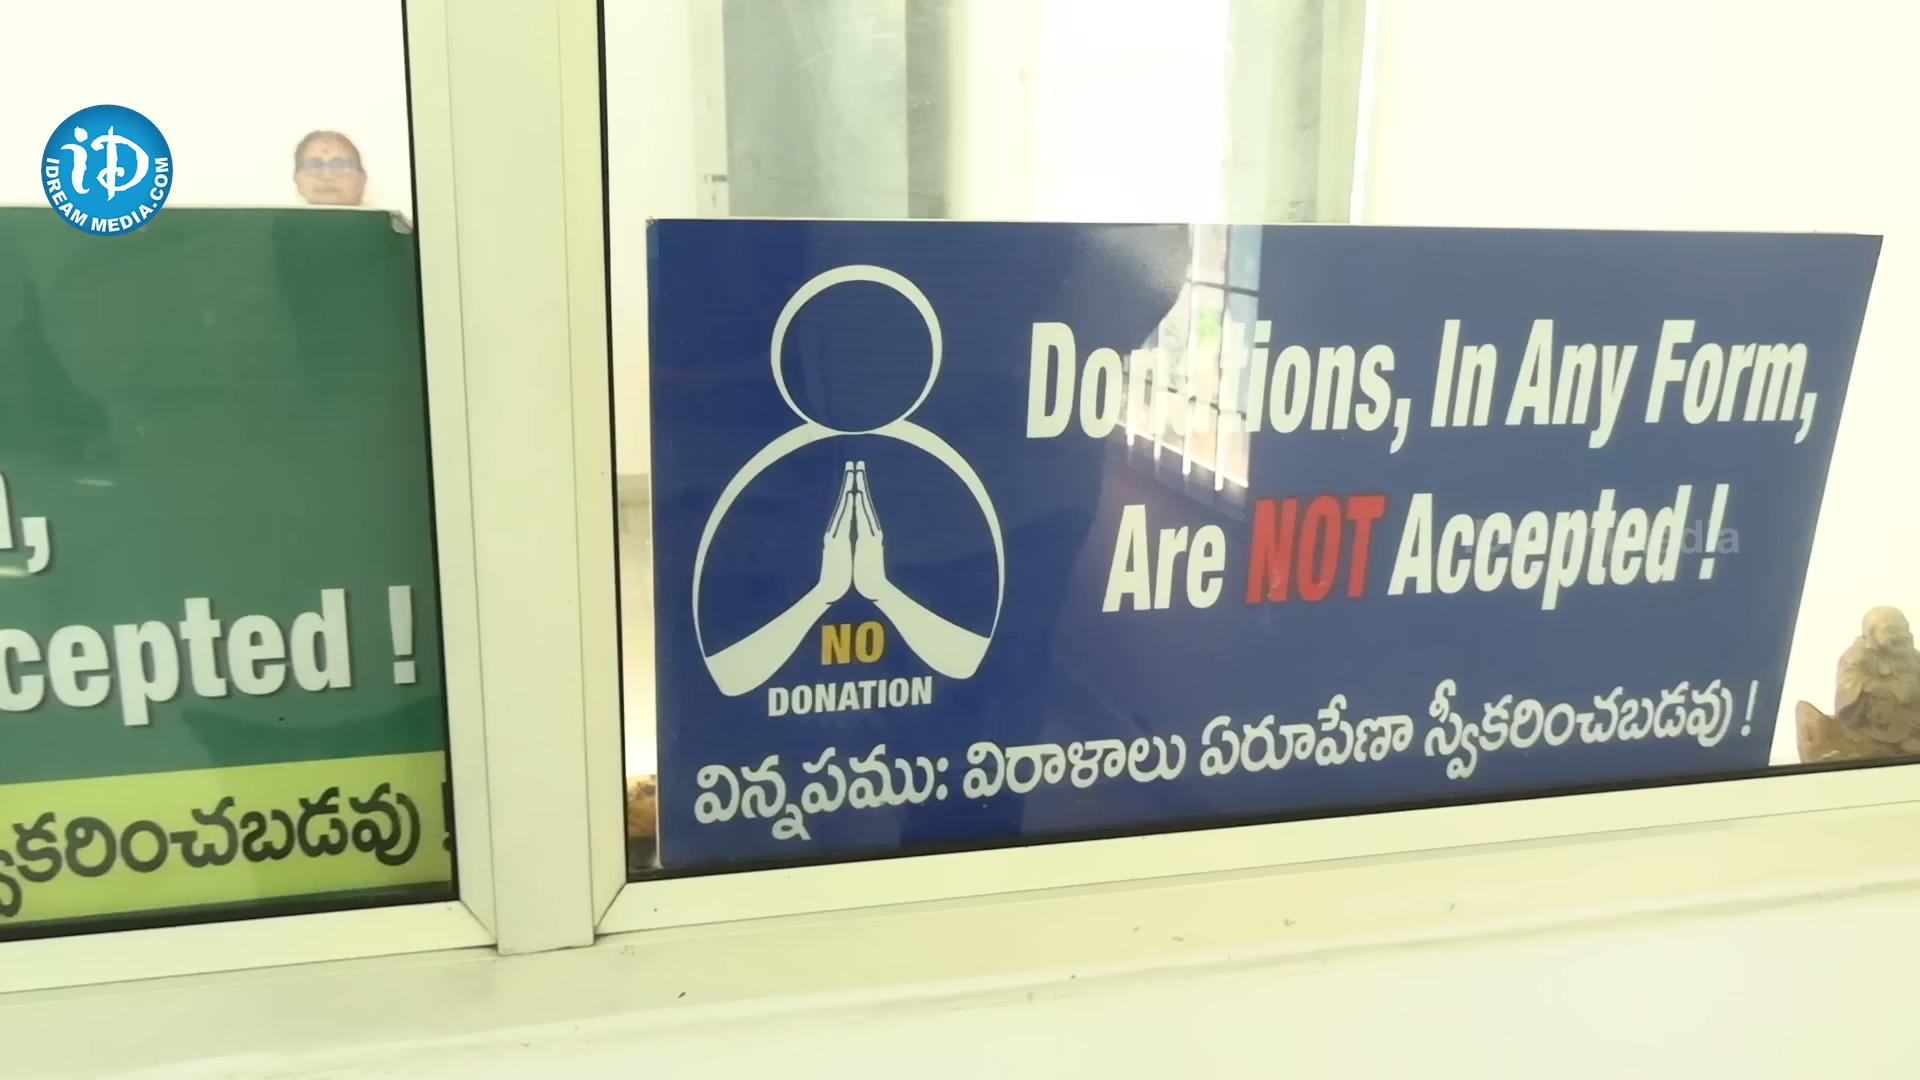 iD
IDREAM MEDIA.COM
Donations, In Any Form,
Are NOT Accepted !
NO
DONATION
విన్నపము: విరాళాలు ఏరూపేణా స్వీకరించబడవు !
cepted !
స్వీకరించబడవు !